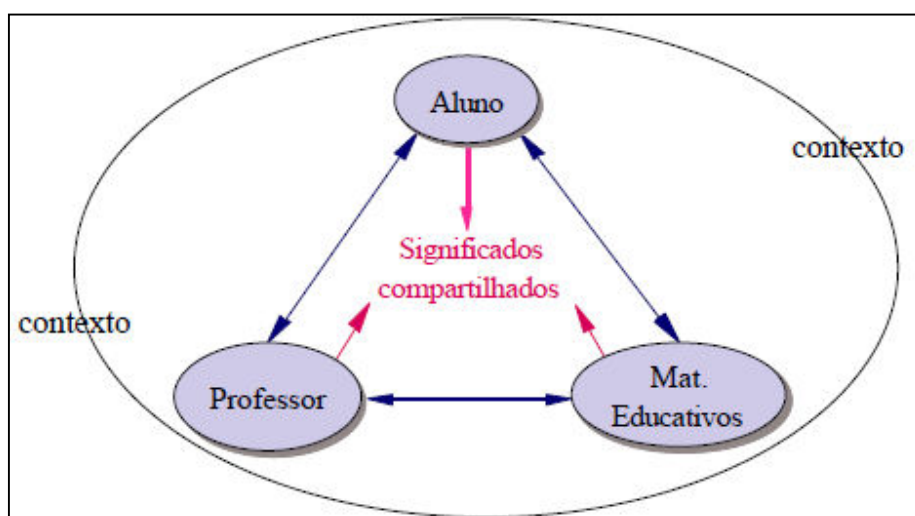 Aluno
contexto
Significados
compartilhados
contexto
Professor
Mat.
Educativos